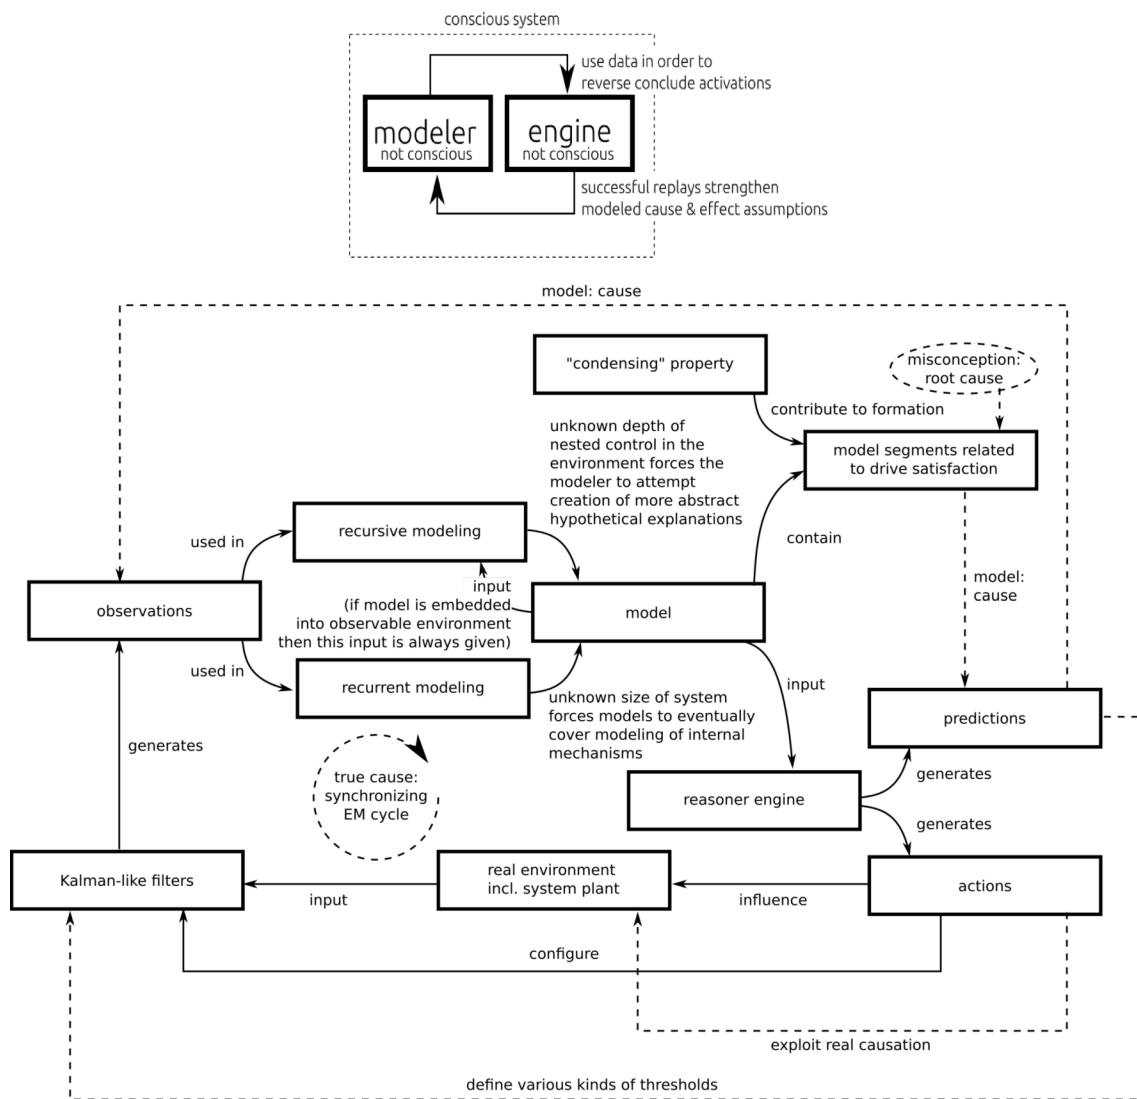 conscious system
use data in order to
reverse conclude activations
modeler
not conscious
engine
not conscious
successful replays strengthen
modeled cause & effect assumptions
model: cause
"condensing" property
misconception:
root cause
contribute to formation
unknown depth of
nested control in the
environment forces the
modeler to attempt
creation of more abstract
hypothetical explanations
model segments related
to drive satisfaction
recursive modeling
used in
contain
input
(if model is embedded
into observable environment
then this input is always given)
observations
model
model:
cause
used in
recurrent modeling
input
unknown size of system
forces models to eventually
cover modeling of internal
mechanisms
predictions
generates
true cause:
synchronizing
EM cycle
reasoner engine
generates
generates
Kalman-like filters
real environment
incl. system plant
actions
input
influence
configure
exploit real causation
define various kinds of thresholds